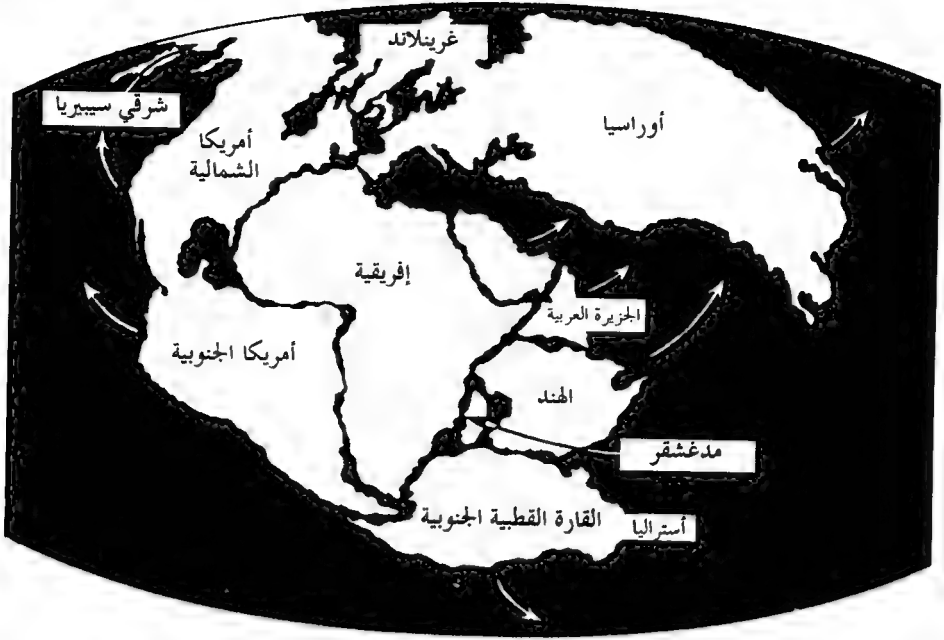 غرينلاند
شرقي سيبيريا
أوراسيا
أمريكا
الشمالية
إفريقية
الجزيرة العربية
أمريكا الجنوبية
الهند
مدغشقر
القارة القطبية الجنوبية
أستراليا